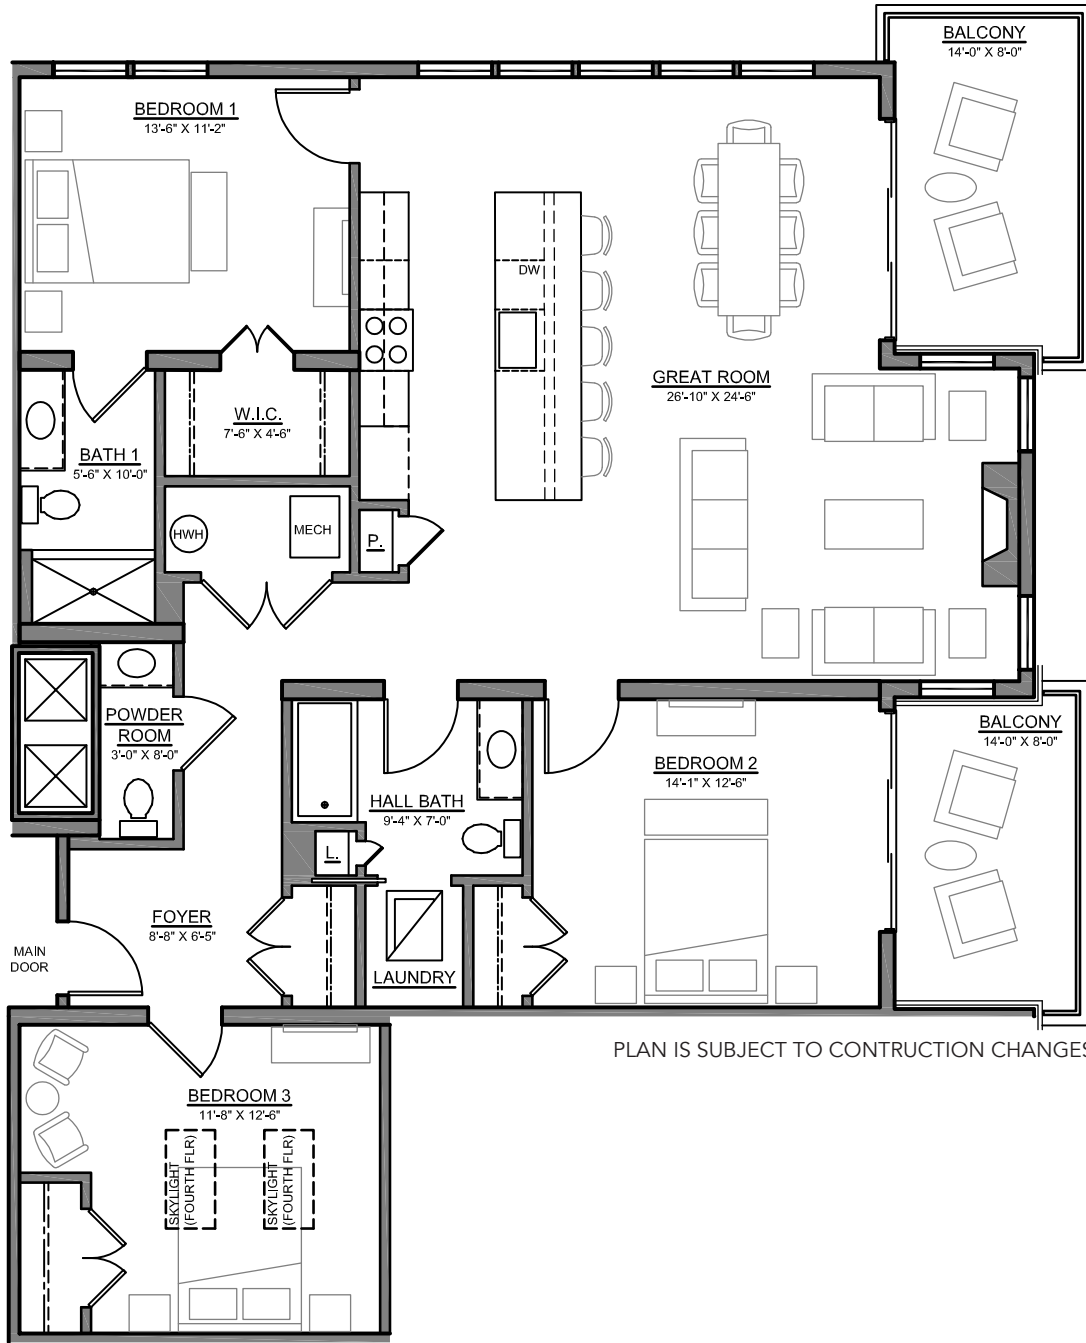 BALCONY
14'-0" X 8'-0"
BEDROOM 1
13'-6" X 11'-2"
DW
GREAT ROOM
26'-10" X 24'-6"
W.I.C.
7'-6" X 4'-6"
BATH 1
5'-6" X 10'-0"
HWH
MECH
P.
POWDER
ROOM
3'-0" X 8'-0"
BALCONY
14'-0" X 8'-0"
BEDROOM 2
14'-1" X 12'-6"
HALL BATH
9'-4" X 7'-0"
L.
FOYER
8'-8" X 6'-5"
MAIN
DOOR
LAUNDRY
PLAN IS SUBJECT TO CONTRUCTION CHANGES
BEDROOM 3
11'-8" X 12'-6"
SKYLIGHT
(FOURTH FLR)
SKYLIGHT
(FOURTH FLR)